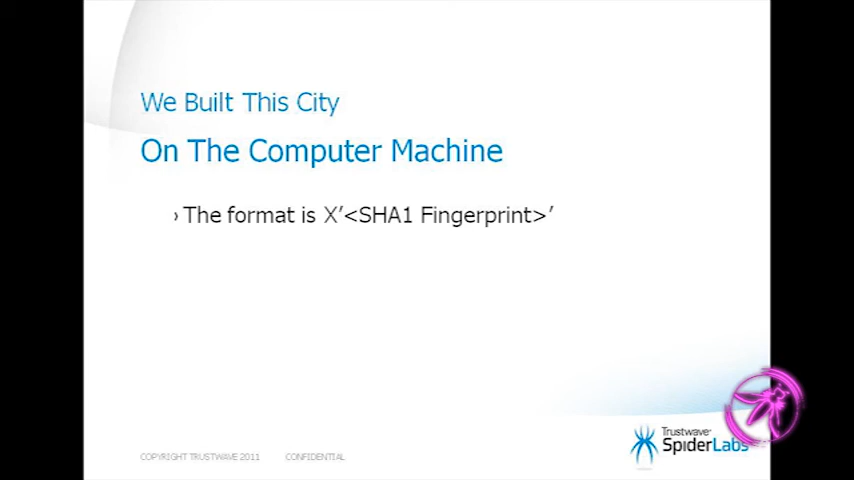 We Built This City
On The Computer Machine
› The format is X’<SHA1 Fingerprint>’
Trustwave®
SpiderLabs
COPYRIGHT TRUSTWAVE 2011 CONFIDENTIAL